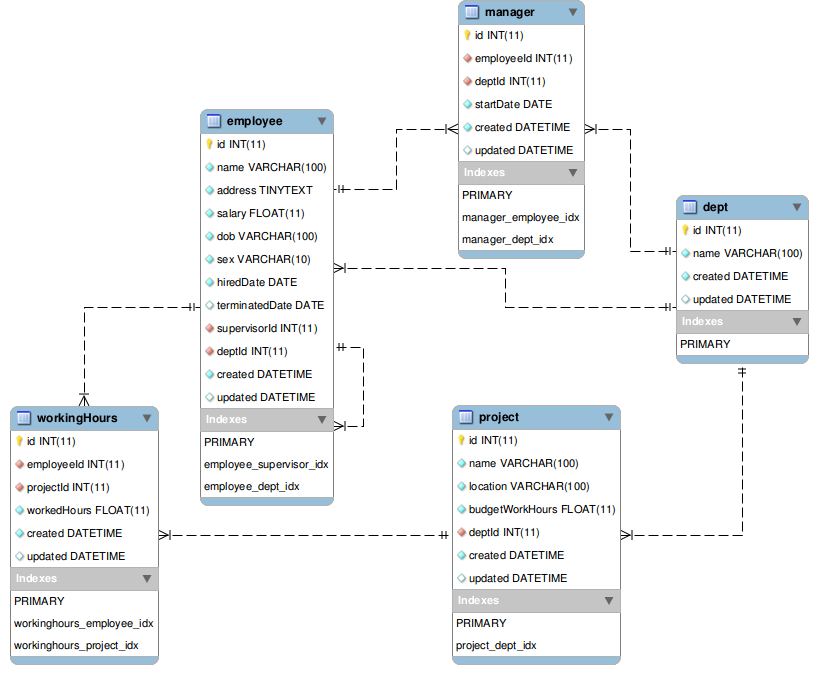 manager
id INT(11)
employeeId INT(11)
deptId INT(11)
startDate DATE
created DATETIME
updated DATETIME
Indexes
PRIMARY
manager_employee_idx
manager_dept_idx
employee
id INT(11)
name VARCHAR(100)
address TINYTEXT
salary FLOAT(11)
dob VARCHAR(100)
sex VARCHAR(10)
hiredDate DATE
terminatedDate DATE
supervisorId INT(11)
deptId INT(11)
created DATETIME
updated DATETIME
Indexes
PRIMARY
employee_supervisor_idx
employee_dept_idx
dept
id INT(11)
name VARCHAR(100)
created DATETIME
updated DATETIME
Indexes
PRIMARY
workingHours
id INT(11)
employeeId INT(11)
projectId INT(11)
workedHours FLOAT(11)
created DATETIME
updated DATETIME
Indexes
PRIMARY
workinghours_employee_idx
workinghours_project_idx
project
id INT(11)
name VARCHAR(100)
location VARCHAR(100)
budgetWorkHours FLOAT(11)
deptId INT(11)
created DATETIME
updated DATETIME
Indexes
PRIMARY
project_dept_idx